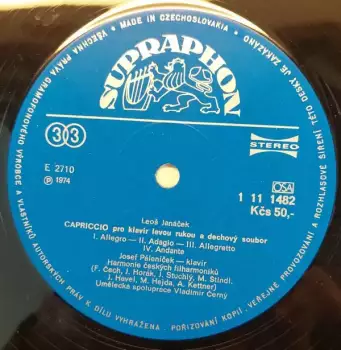 MADE IN CZECHOSLOVAKIA
VŠECHNA PRÁVA GRAMOFONOVÉHO VÝROBCE A VLASTNÍKŮ AUTORSKÝCH PRÁV K DÍLU VYHRAŽENA
POŘIZOVÁNÍ KOPIÍ, VEŘEJNÉ PROVOZOVÁNÍ A ROZHLASOVÉ ŠÍŘENÍ TÉTO DESKY JE ZAKÁZÁNO
SUPRAPHON
33
STEREO
E 2710
Ⓟ 1974
OSA
1 11 1482
Kčs 50,-
Leoš Janáček
CAPRICCIO pro klavír levou rukou a dechový soubor
I. Allegro — II. Adagio — III. Allegretto
IV. Andante
Josef Páleníček — klavír
Harmonie českých filharmoniků
(F. Čech, J. Horák, J. Stuchlý, M. Stindl,
J. Havel, M. Hejda, A. Kettner)
Umělecká spolupráce Vladimír Černý